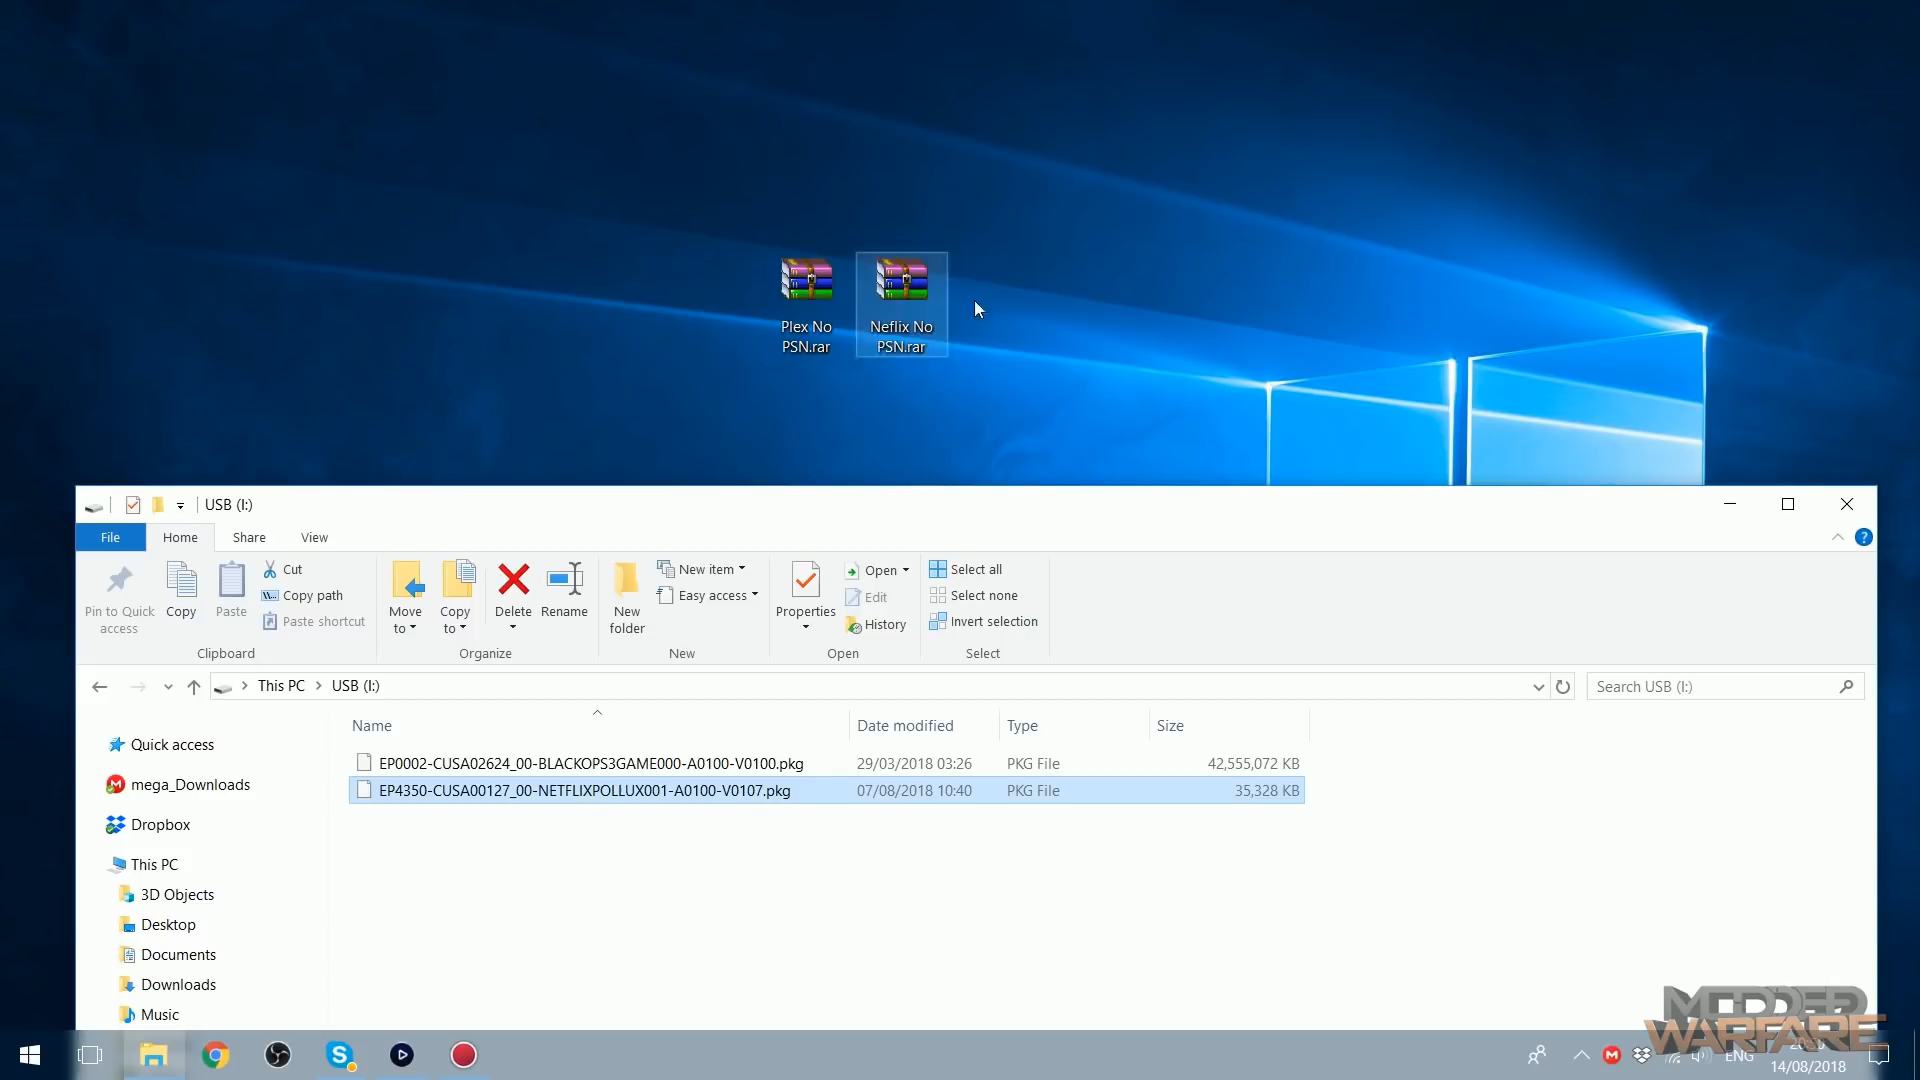 Plex No
PSN.rar
Neflix No
PSN.rar
USB (I:)
File
Home
Share
View
?
Pin to Quick
access
Copy
Paste
Cut
Copy path
Paste shortcut
Clipboard
Move
to
Copy
to
Delete
Rename
Organize
New
folder
New item
Easy access
New
Properties
Open
Edit
History
Open
Select all
Select none
Invert selection
Select
This PC
USB (I:)
Search USB (I:)
Name
Date modified
Type
Size
EP0002-CUSA02624_00-BLACKOPS3GAME000-A0100-V0100.pkg
29/03/2018 03:26
PKG File
42,555,072 KB
EP4350-CUSA00127_00-NETFLIXPOLLUX001-A0100-V0107.pkg
07/08/2018 10:40
PKG File
35,328 KB
Quick access
mega_Downloads
Dropbox
This PC
3D Objects
Desktop
Documents
Downloads
Music
MODDED
WARFARE
ENG
14/08/2018